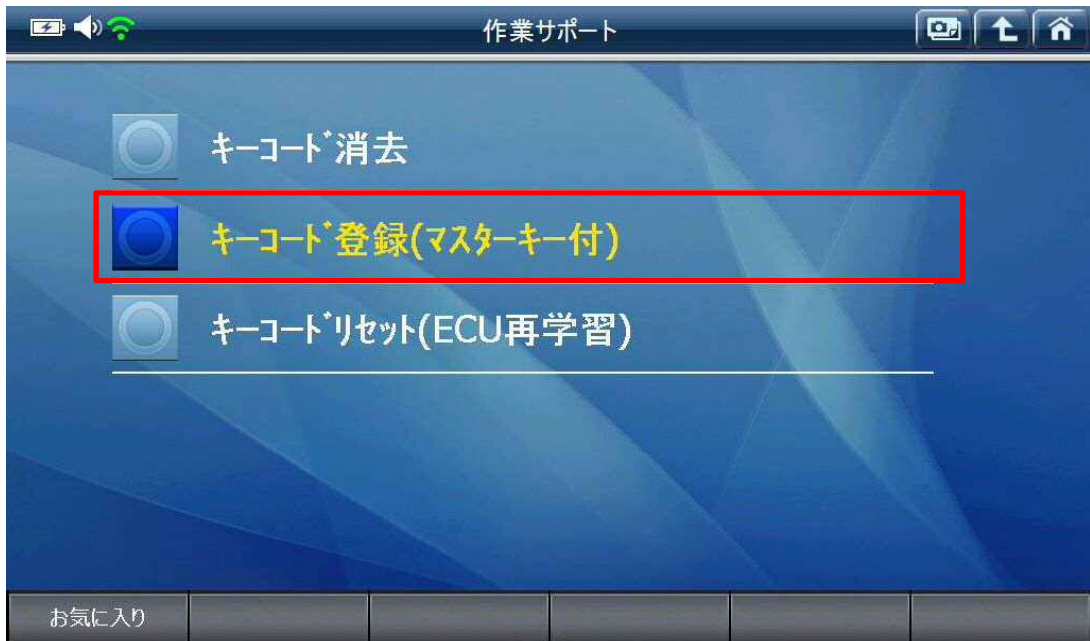 作業サポート
キーコード消去
キーコード登録(マスターキー付)
キーコードリセット(ECU再学習)
お気に入り